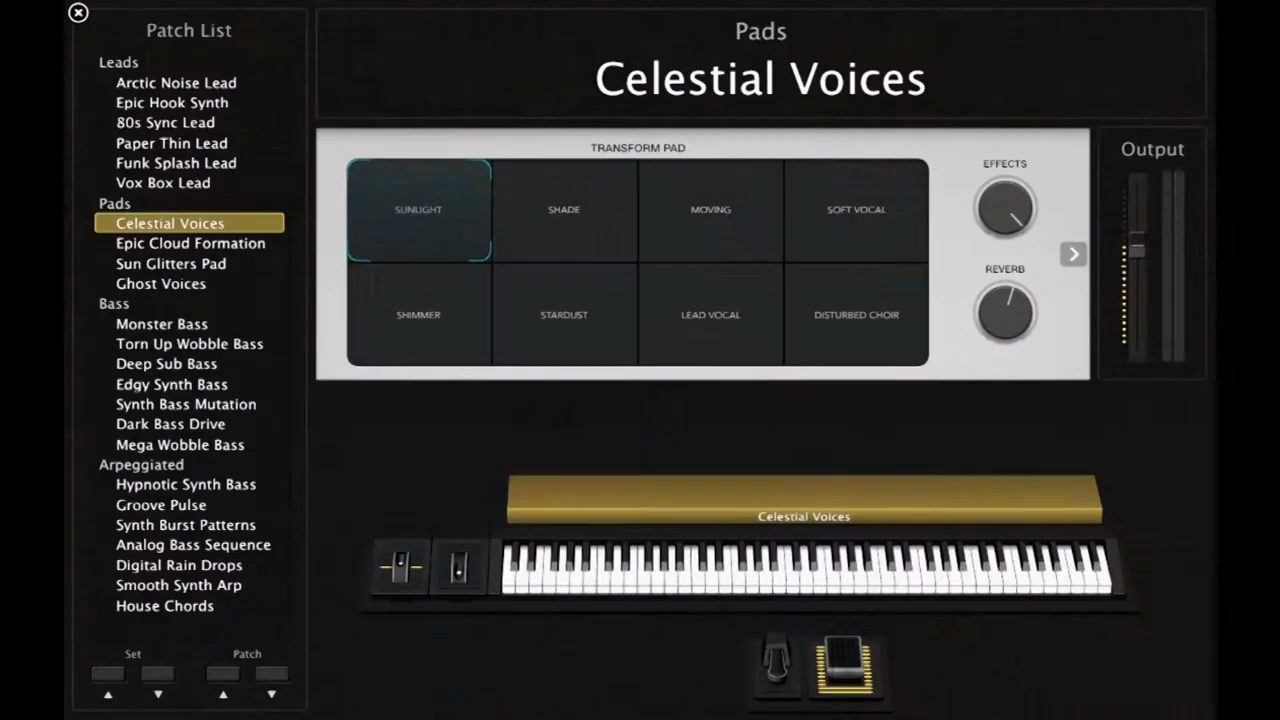 Patch List
Leads
Arctic Noise Lead
Epic Hook Synth
80s Sync Lead
Paper Thin Lead
Funk Splash Lead
Vox Box Lead
Pads
Celestial Voices
Epic Cloud Formation
Sun Glitters Pad
Ghost Voices
Bass
Monster Bass
Torn Up Wobble Bass
Deep Sub Bass
Edgy Synth Bass
Synth Bass Mutation
Dark Bass Drive
Mega Wobble Bass
Arpeggiated
Hypnotic Synth Bass
Groove Pulse
Synth Burst Patterns
Analog Bass Sequence
Digital Rain Drops
Smooth Synth Arp
House Chords
Set
Patch
Pads
Celestial Voices
TRANSFORM PAD
SUNLIGHT
SHADE
MOVING
SOFT VOCAL
SHIMMER
STARDUST
LEAD VOCAL
DISTURBED CHOIR
EFFECTS
REVERB
Output
Celestial Voices